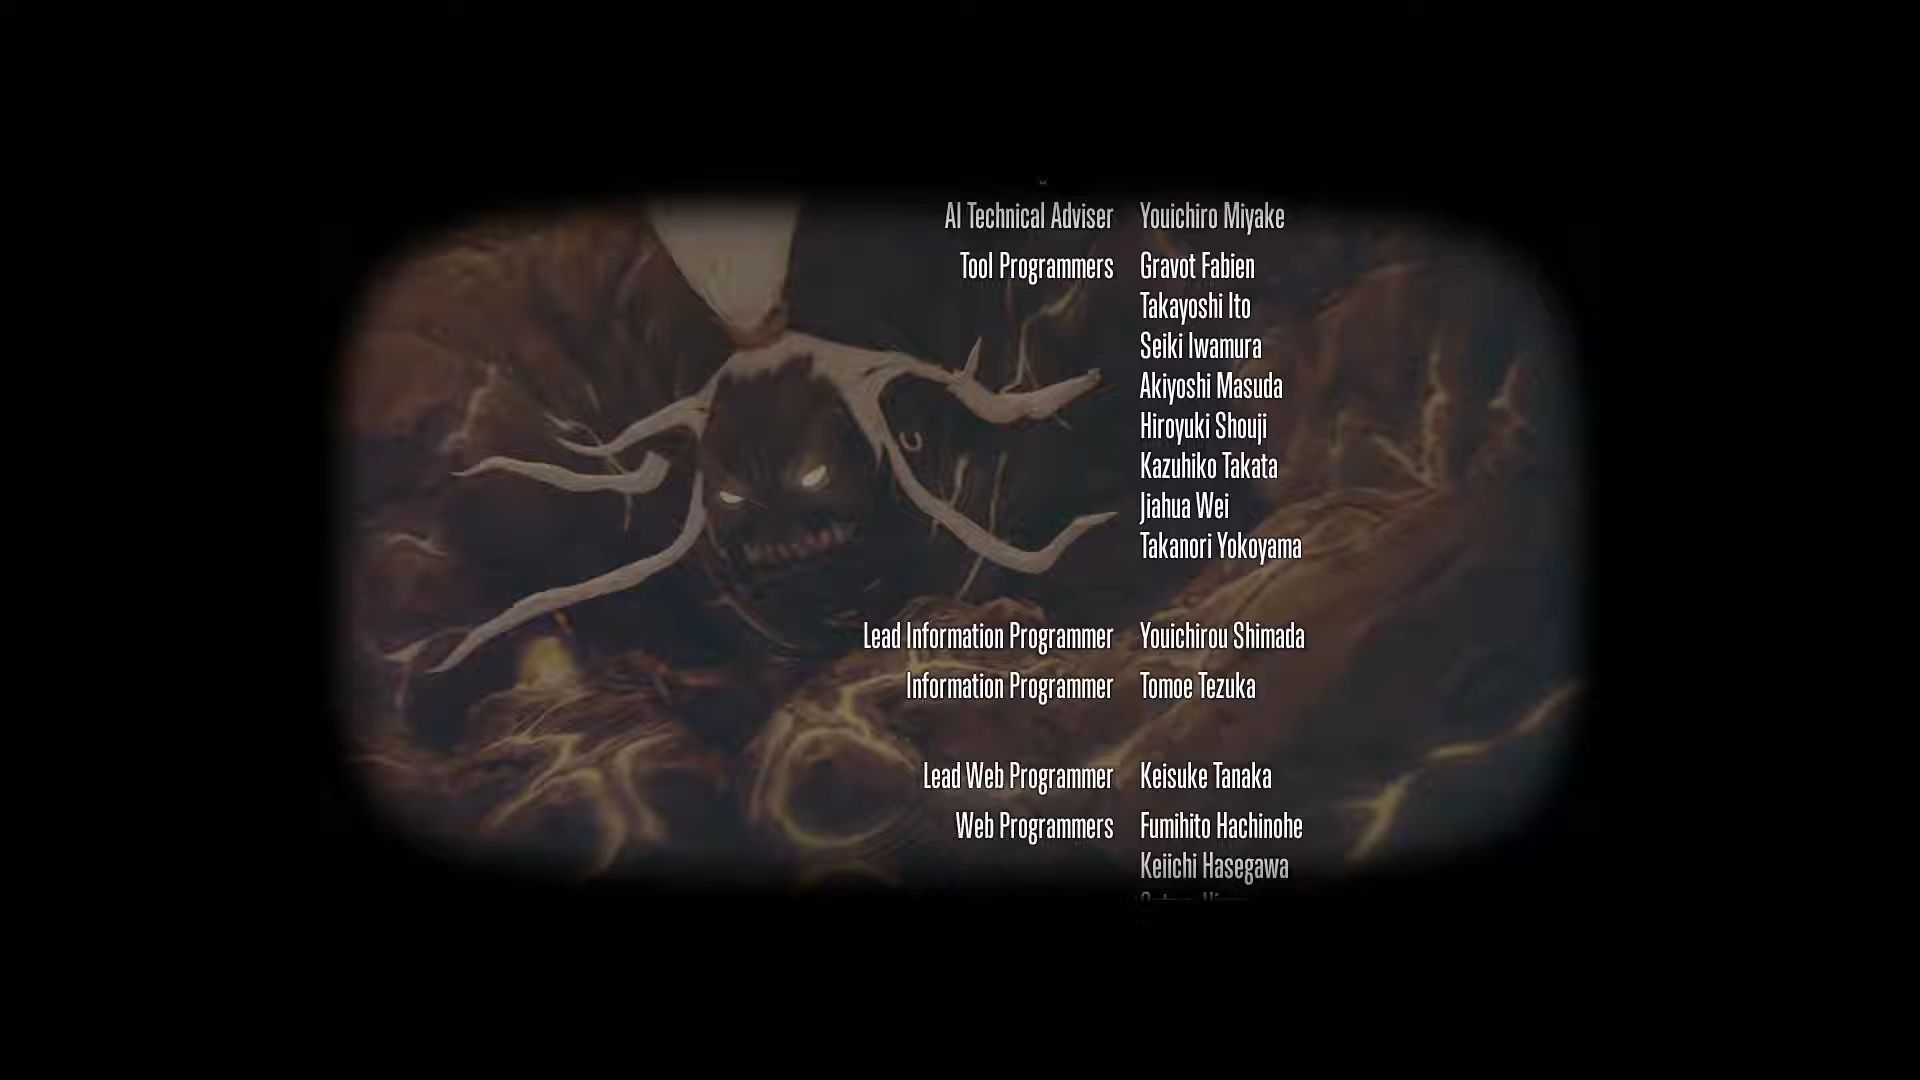 AI Technical Adviser Youichiro Miyake
Tool Programmers Gravot Fabien
Takayoshi Ito
Seiki Iwamura
Akiyoshi Masuda
Hiroyuki Shouji
Kazuhiko Takata
Jiahua Wei
Takanori Yokoyama
Lead Information Programmer Youichirou Shimada
Information Programmer Tomoe Tezuka
Lead Web Programmer Keisuke Tanaka
Web Programmers Fumihito Hachinohe
Keiichi Hasegawa